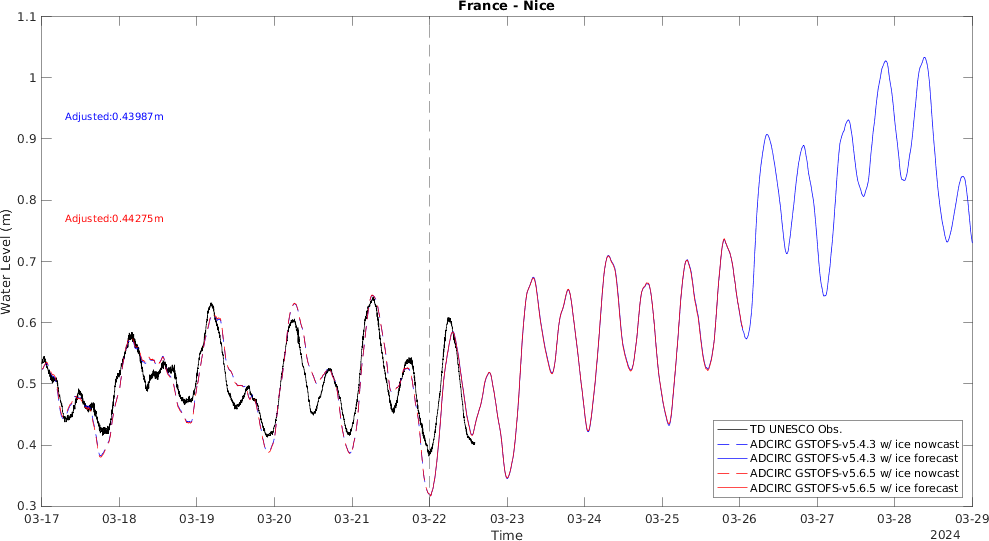 France - Nice
1.1
1
0.9
0.8
0.7
0.6
0.5
0.4
0.3
Water Level (m)
Adjusted:0.43987m
Adjusted:0.44275m
TD UNESCO Obs.
ADCIRC GSTOFS-v5.4.3 w/ ice nowcast
ADCIRC GSTOFS-v5.4.3 w/ ice forecast
ADCIRC GSTOFS-v5.6.5 w/ ice nowcast
ADCIRC GSTOFS-v5.6.5 w/ ice forecast
03-17 03-18 03-19 03-20 03-21 03-22 03-23 03-24 03-25 03-26 03-27 03-28 03-29
Time
2024